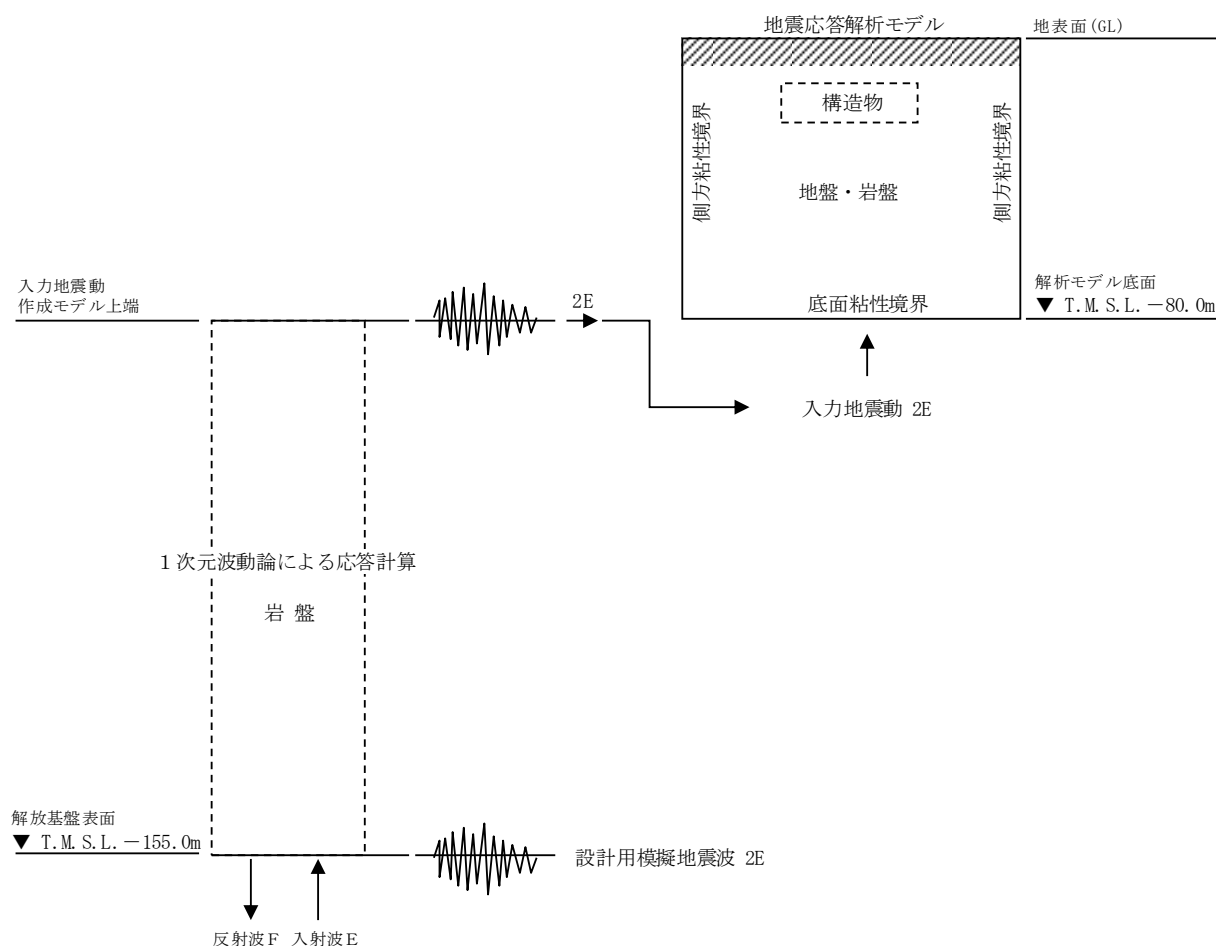 地震応答解析モデル
地表面(GL)
構造物
側方粘性境界
側方粘性境界
地盤・岩盤
入力地震動
作成モデル上端
2E
底面粘性境界
解析モデル底面
▼ T.M.S.L.－80.0m
入力地震動 2E
1次元波動論による応答計算
岩 盤
解放基盤表面
▼ T.M.S.L.－155.0m
設計用模擬地震波 2E
反射波F 入射波E